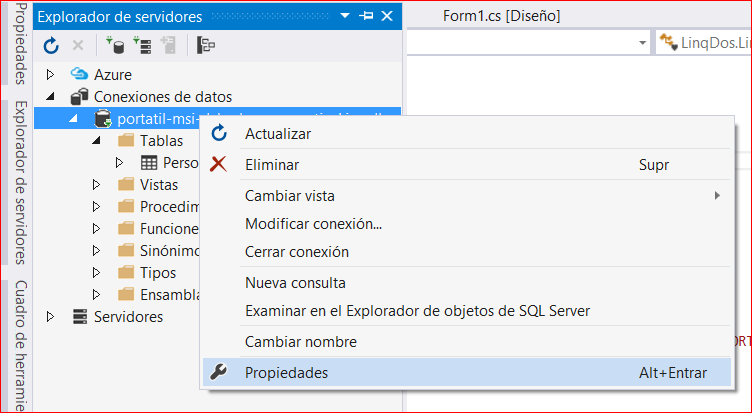 Propiedades
Explorador de servidores
Cuadro de herramie
Explorador de servidores
Azure
Conexiones de datos
portatil-msi-
Tablas
Perso
Vistas
Procedim
Funcione
Sinónimo
Tipos
Ensambla
Servidores
Form1.cs [Diseño]
LinqDos.Lin
Actualizar
Eliminar Supr
Cambiar vista
Modificar conexión...
Cerrar conexión
Nueva consulta
Examinar en el Explorador de objetos de SQL Server
Cambiar nombre
Propiedades Alt+Entrar
ORT